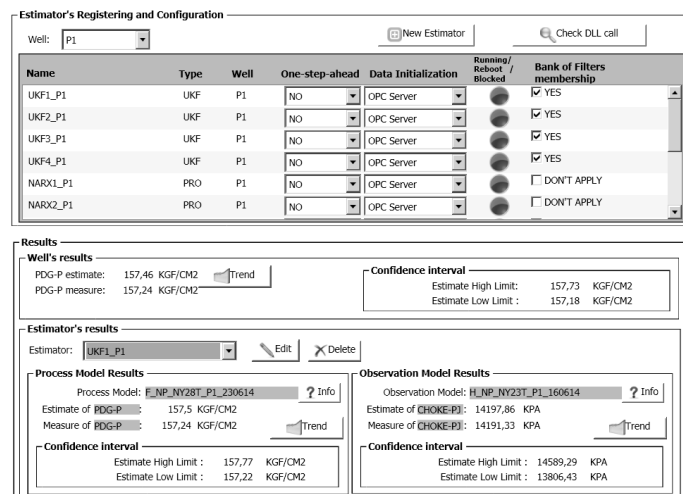 Estimator's Registering and Configuration
Well: P1
New Estimator
Check DLL call
Name Type Well One-step-ahead Data Initialization Running/ Reboot / Blocked Bank of Filters membership
UKF1_P1 UKF P1 NO OPC Server YES
UKF2_P1 UKF P1 NO OPC Server YES
UKF3_P1 UKF P1 NO OPC Server YES
UKF4_P1 UKF P1 NO OPC Server YES
NARX1_P1 PRO P1 NO OPC Server DON'T APPLY
NARX2_P1 PRO P1 NO OPC Server DON'T APPLY
Results
Well's results
PDG-P estimate: 157,46 KGF/CM2 Trend
PDG-P measure: 157,24 KGF/CM2
Confidence interval
Estimate High Limit: 157,73 KGF/CM2
Estimate Low Limit : 157,18 KGF/CM2
Estimator's results
Estimator: UKF1_P1 Edit Delete
Process Model Results
Process Model: F_NP_NY28T_P1_230614 ? Info
Estimate of PDG-P : 157,5 KGF/CM2
Measure of PDG-P : 157,24 KGF/CM2 Trend
Confidence interval
Estimate High Limit : 157,77 KGF/CM2
Estimate Low Limit : 157,22 KGF/CM2
Observation Model Results
Observation Model: H_NP_NY23T_P1_160614 ? Info
Estimate of CHOKE-PJ : 14197,86 KPA
Measure of CHOKE-PJ : 14191,33 KPA Trend
Confidence interval
Estimate High Limit : 14589,29 KPA
Estimate Low Limit : 13806,43 KPA